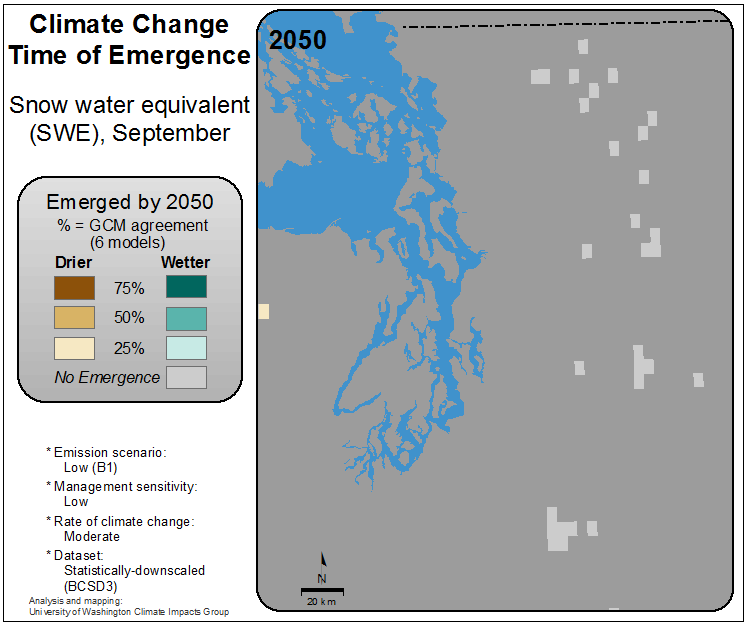 Climate Change
Time of Emergence
Snow water equivalent
(SWE), September
Emerged by 2050
% = GCM agreement
(6 models)
Drier Wetter
75%
50%
25%
No Emergence
* Emission scenario:
Low (B1)
* Management sensitivity:
Low
* Rate of climate change:
Moderate
* Dataset:
Statistically-downscaled
(BCSD3)
Analysis and mapping:
University of Washington Climate Impacts Group
2050
N
20 km